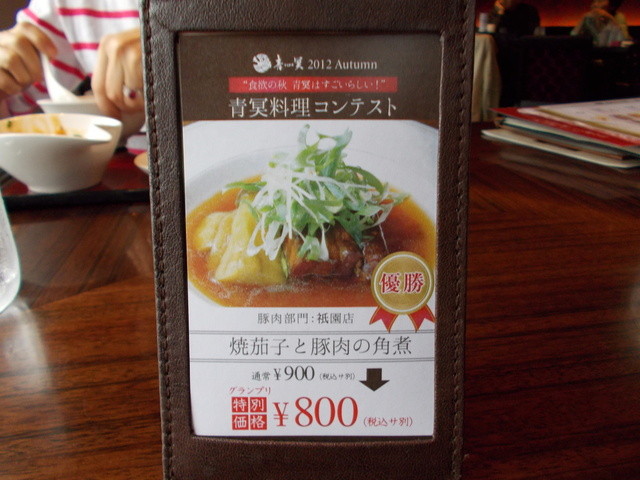 青冥 2012 Autumn
“食欲の秋 青冥はすごいらしい！”
青冥料理コンテスト
優勝
豚肉部門：祇園店
焼茄子と豚肉の角煮
通常 ¥900 (税込サ別)
グランプリ
特別価格 ¥800 (税込サ別)